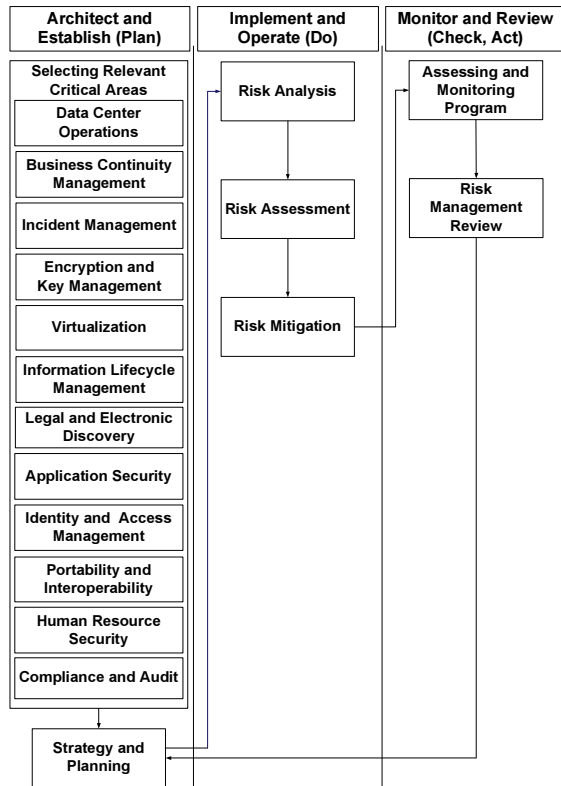 Architect and
Establish (Plan)
Implement and
Operate (Do)
Monitor and Review
(Check, Act)
Selecting Relevant
Critical Areas
Data Center
Operations
Business Continuity
Management
Incident Management
Encryption and
Key Management
Virtualization
Information Lifecycle
Management
Legal and Electronic
Discovery
Application Security
Identity and Access
Management
Portability and
Interoperability
Human Resource
Security
Compliance and Audit
Strategy and
Planning
Risk Analysis
Risk Assessment
Risk Mitigation
Assessing and
Monitoring
Program
Risk
Management
Review